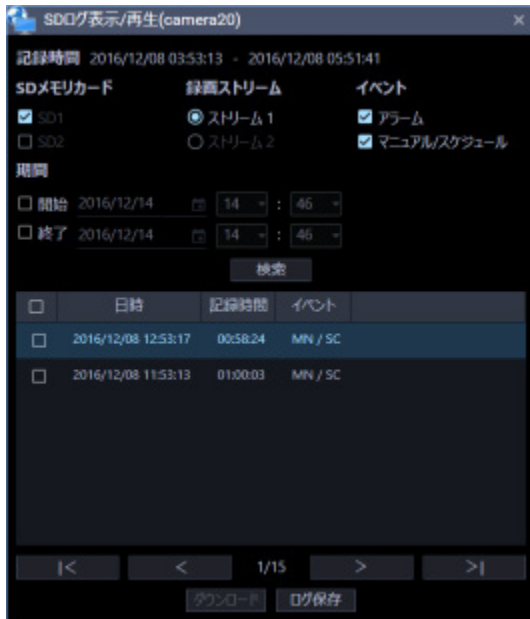 SDログ表示/再生(camera20) ×
記録時間 2016/12/08 03:53:13 - 2016/12/08 05:51:41
SDメモリカード 録画ストリーム イベント
SD1 ストリーム 1 アラーム
SD2 ストリーム 2 マニュアル/スケジュール
期間
開始 2016/12/14 14 : 46
終了 2016/12/14 14 : 46
検索
日時 記録時間 イベント
2016/12/08 12:53:17 00:58:24 MN / SC
2016/12/08 11:53:13 01:00:03 MN / SC
|< < 1/15 > >|
ダウンロード ログ保存